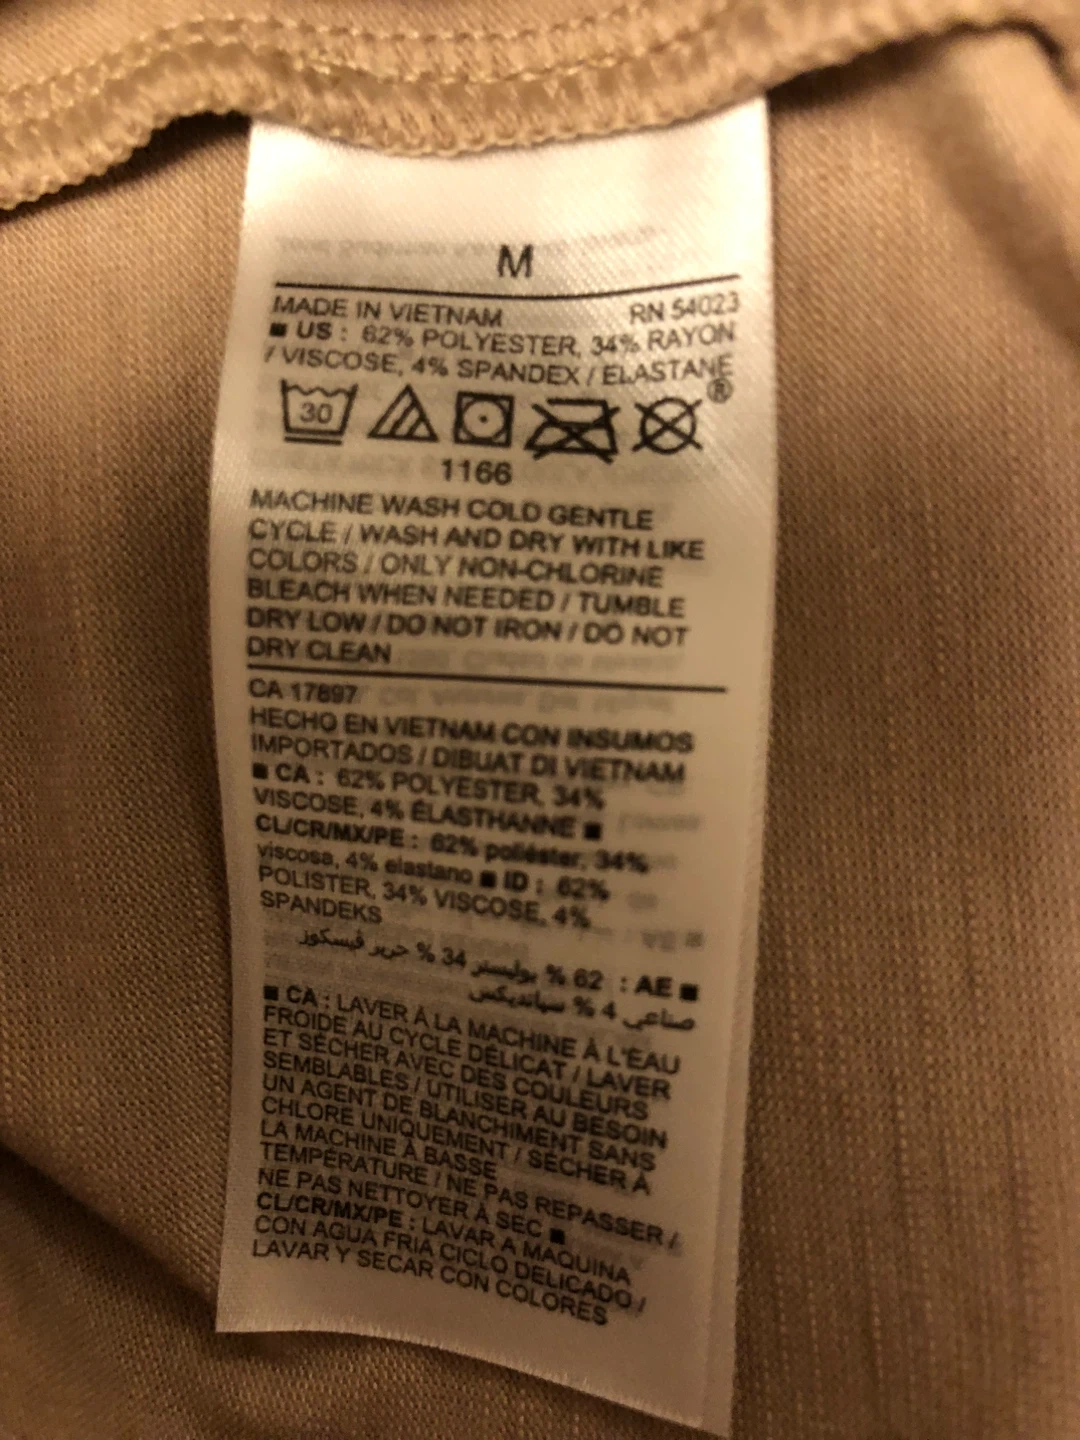 M
MADE IN VIETNAM RN 54023
■ US : 62% POLYESTER, 34% RAYON
/ VISCOSE, 4% SPANDEX / ELASTANE
30 ®
1166
MACHINE WASH COLD GENTLE
CYCLE / WASH AND DRY WITH LIKE
COLORS / ONLY NON-CHLORINE
BLEACH WHEN NEEDED / TUMBLE
DRY LOW / DO NOT IRON / DO NOT
DRY CLEAN
CA 17897
HECHO EN VIETNAM CON INSUMOS
IMPORTADOS / DIBUAT DI VIETNAM
■ CA : 62% POLYESTER, 34%
VISCOSE, 4% ÉLASTHANNE ■
CL/CR/MX/PE : 62% poliéster, 34%
viscosa, 4% elastano ■ ID : 62%
POLISTER, 34% VISCOSE, 4%
SPANDEKS
■ AE : 62 % بوليستر 34 % حرير فيسكوز
صناعي 4 % سباندیکس
■ CA : LAVER À LA MACHINE À L'EAU
FROIDE AU CYCLE DÉLICAT / LAVER
ET SÉCHER AVEC DES COULEURS
SEMBLABLES / UTILISER AU BESOIN
UN AGENT DE BLANCHIMENT SANS
CHLORE UNIQUEMENT / SÉCHER À
LA MACHINE À BASSE
TEMPÉRATURE / NE PAS REPASSER /
NE PAS NETTOYER À SEC ■
CL/CR/MX/PE : LAVAR A MAQUINA
CON AGUA FRIA CICLO DELICADO /
LAVAR Y SECAR CON COLORES